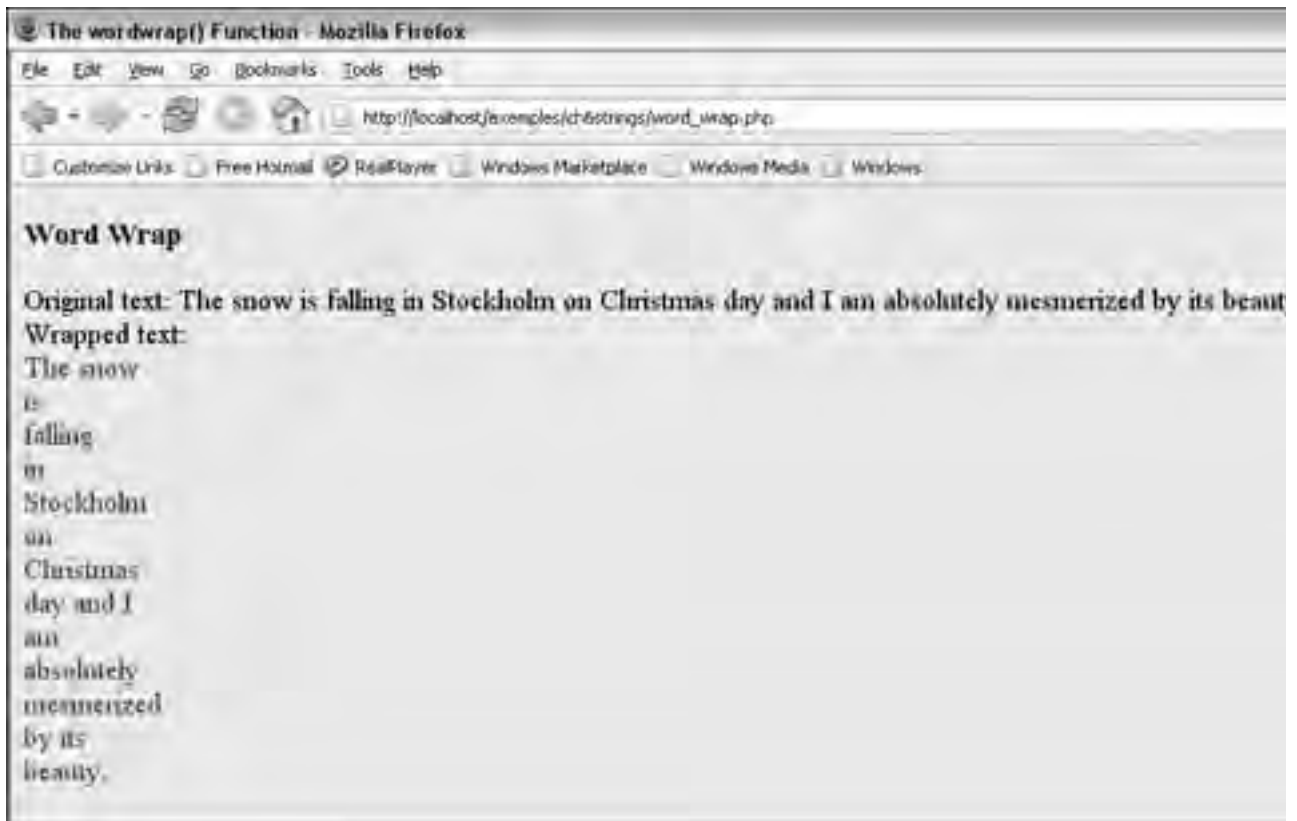 The wordwrap() Function - Mozilla Firefox
File Edit View Go Bookmarks Tools Help
http://localhost/exemples/ch6strings/word_wrap.php
Customize Links Free Hotmail RealPlayer Windows Marketplace Windows Media Windows
Word Wrap
Original text: The snow is falling in Stockholm on Christmas day and I am absolutely mesmerized by its beaut
Wrapped text:
The snow
is
falling
in
Stockholm
on
Christmas
day and I
am
absolutely
mesmerized
by its
beauty.